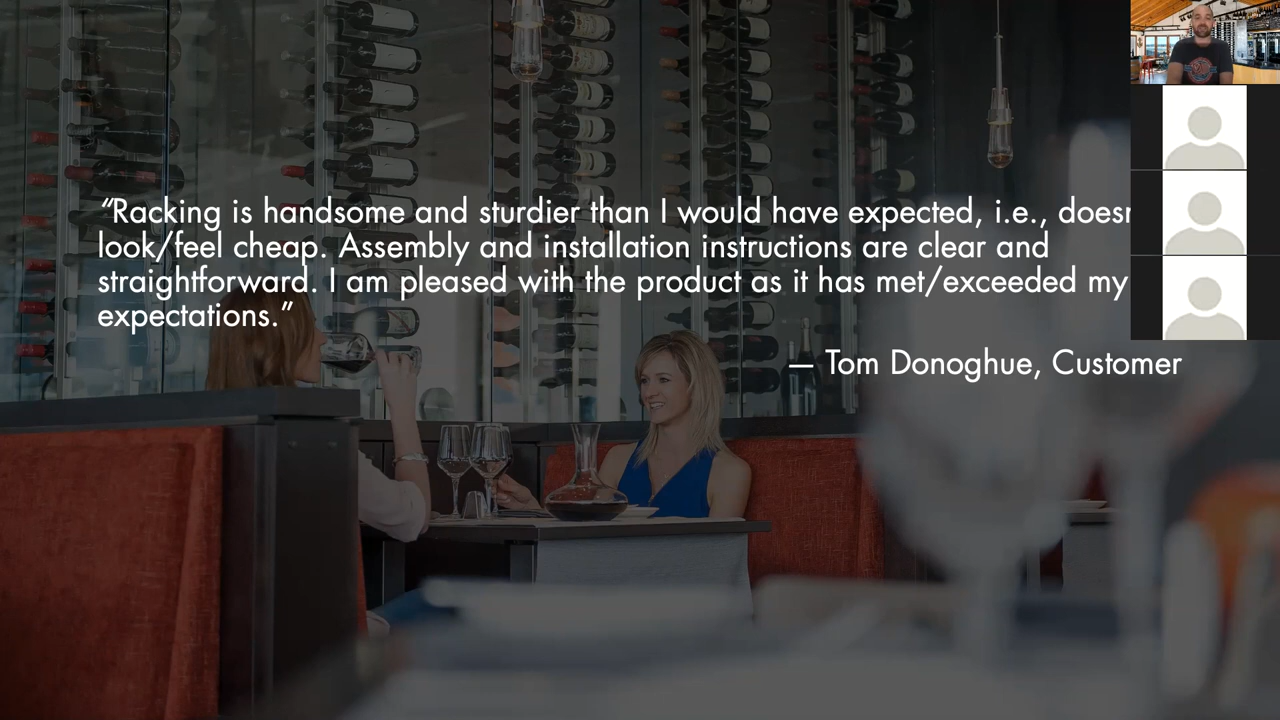 “Racking is handsome and sturdier than I would have expected, i.e.,
look/feel cheap. Assembly and installation instructions are clear and
straightforward. I am pleased with the product as it has met/exceeded my
expectations.”
— Tom Donoghue, Customer